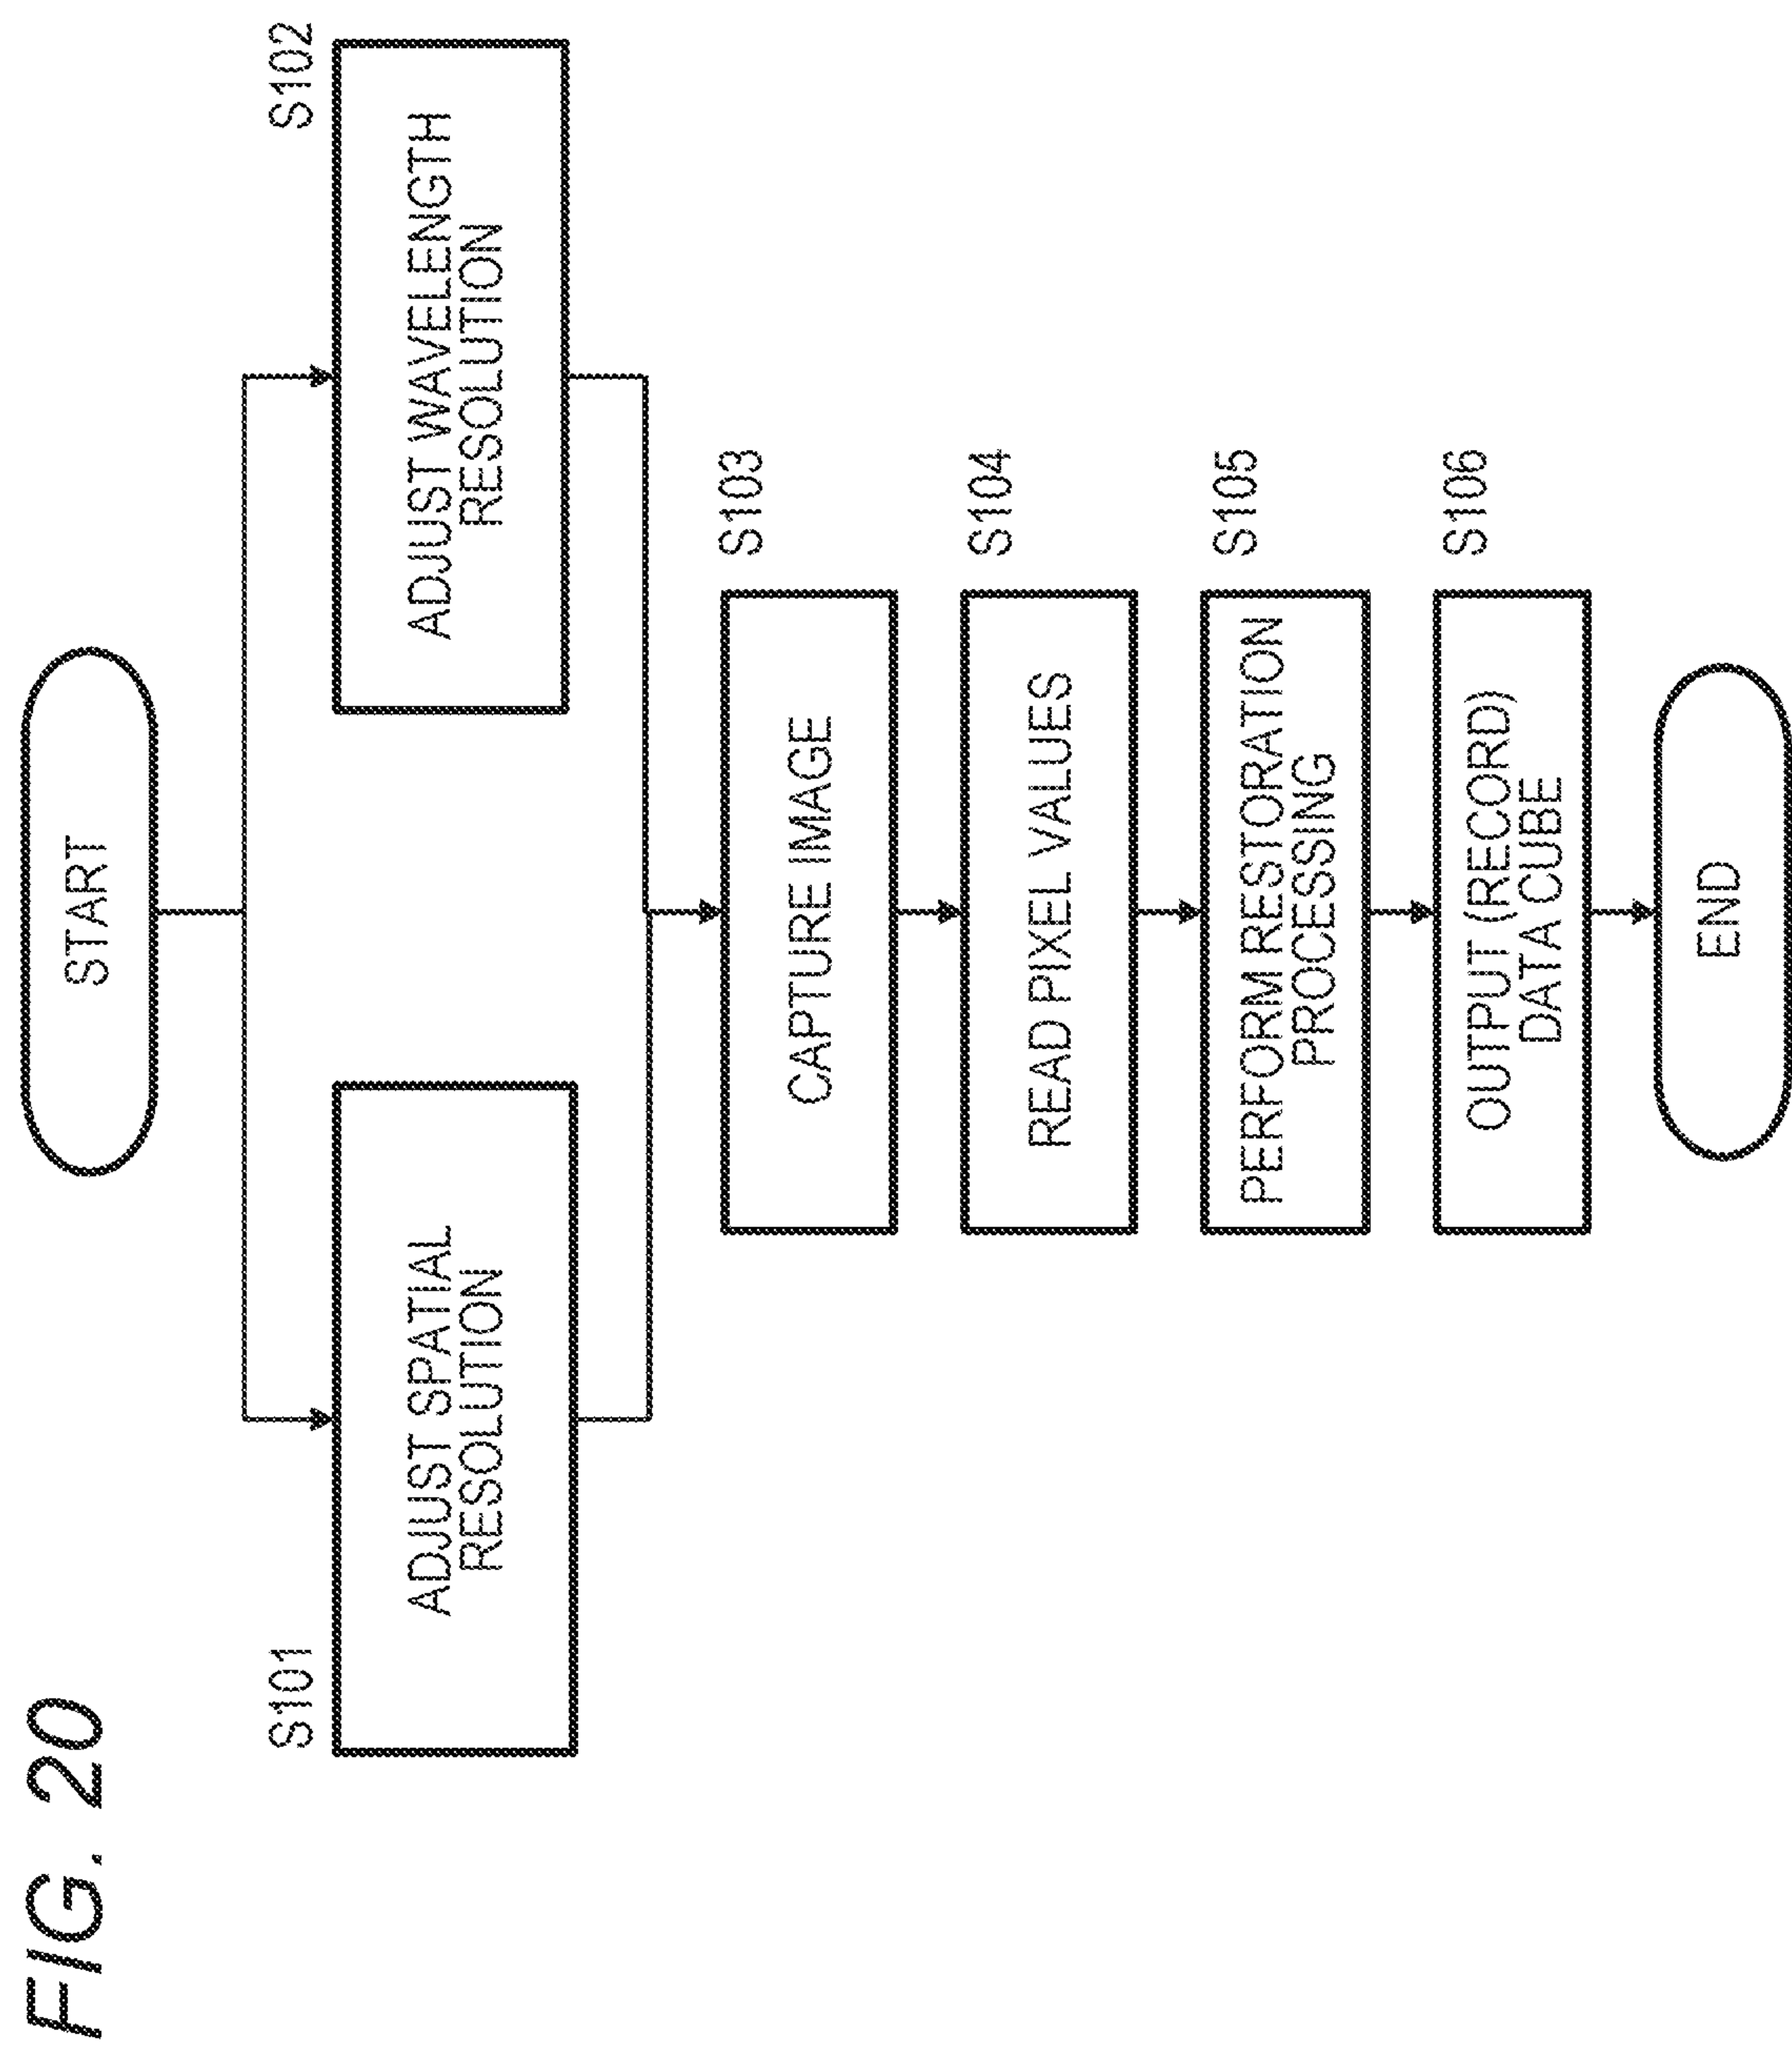 FIG. 20
START
S101
ADJUST SPATIAL
RESOLUTION
S102
ADJUST WAVELENGTH
RESOLUTION
S103
CAPTURE IMAGE
S104
READ PIXEL VALUES
S105
PERFORM RESTORATION
PROCESSING
S106
OUTPUT (RECORD)
DATA CUBE
END